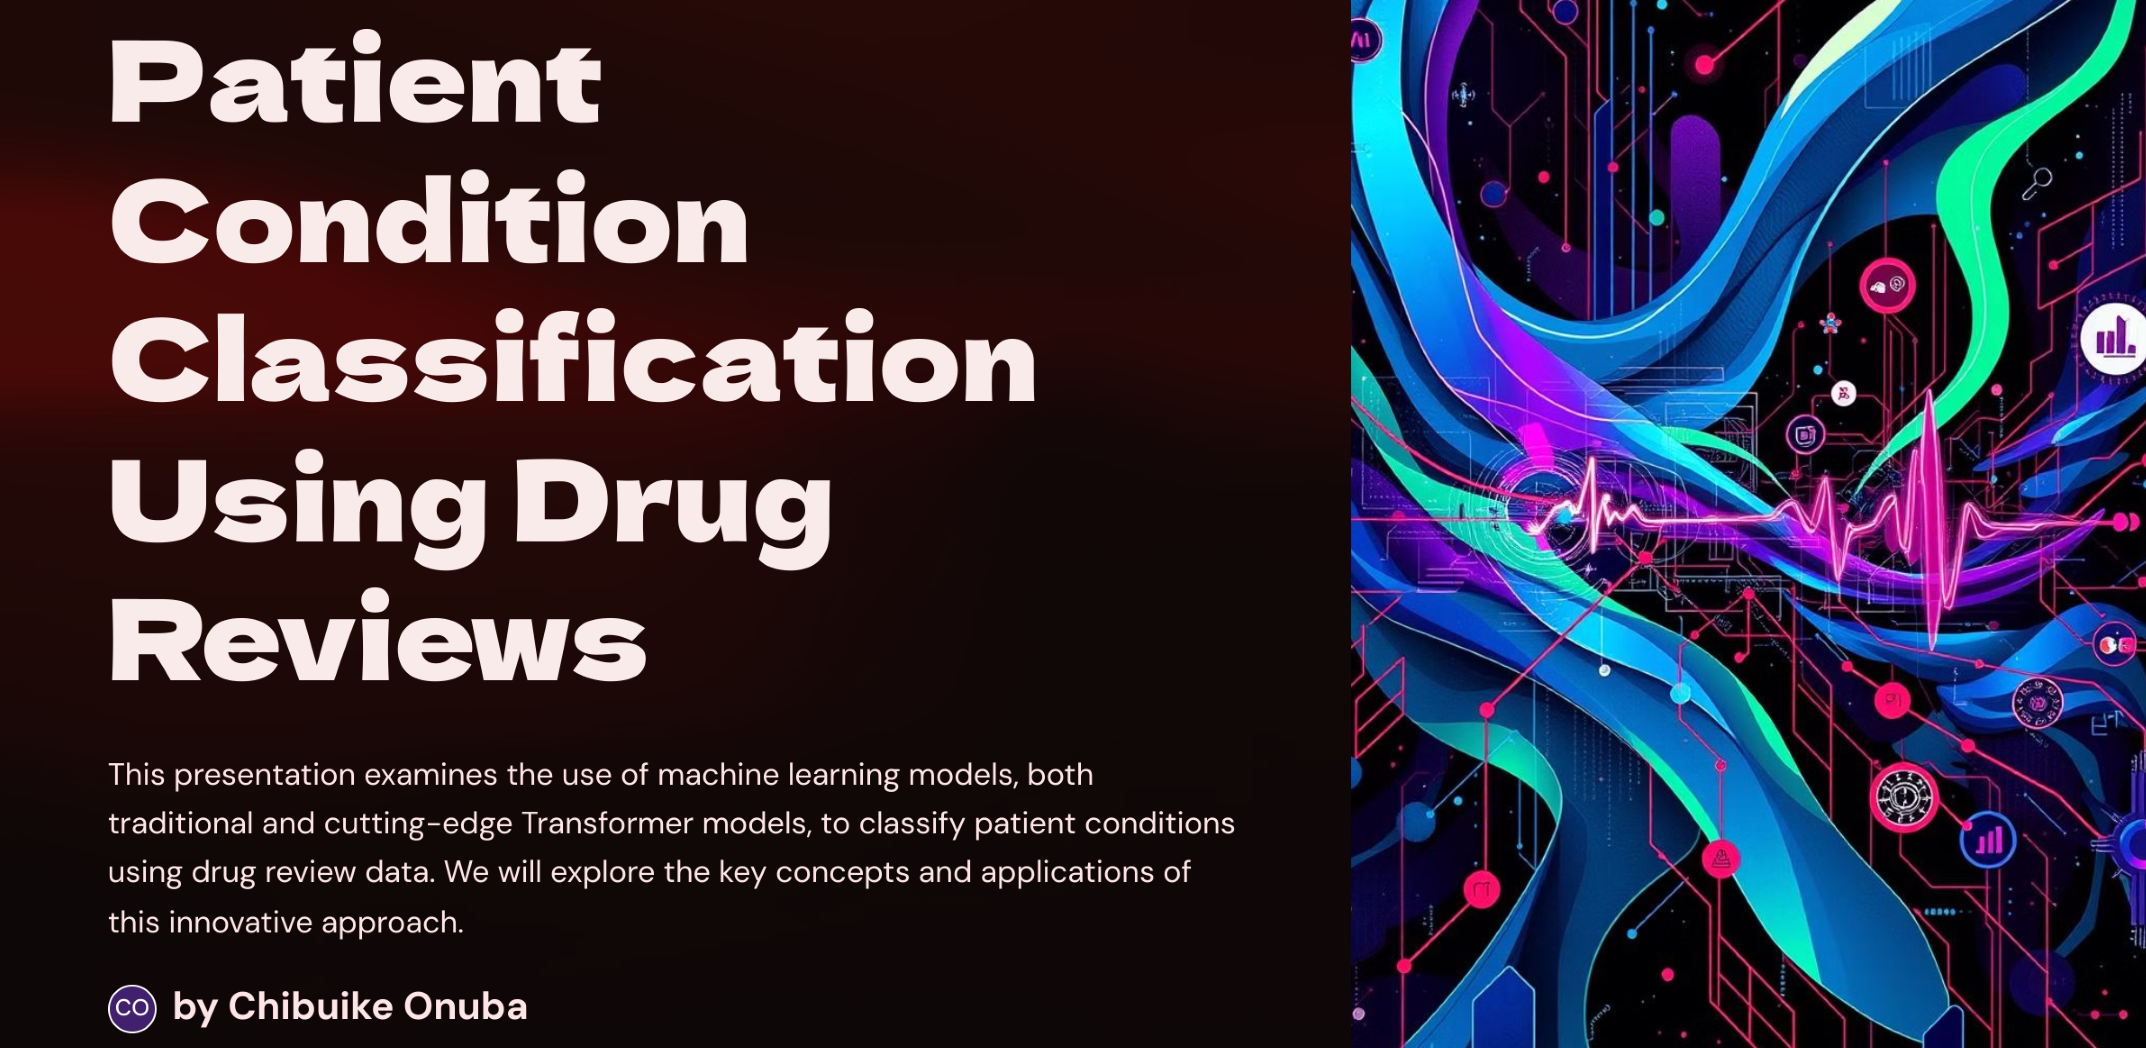 Patient
Condition
Classification
Using Drug
Reviews
This presentation examines the use of machine learning models, both
traditional and cutting-edge Transformer models, to classify patient conditions
using drug review data. We will explore the key concepts and applications of
this innovative approach.
CO by Chibuike Onuba